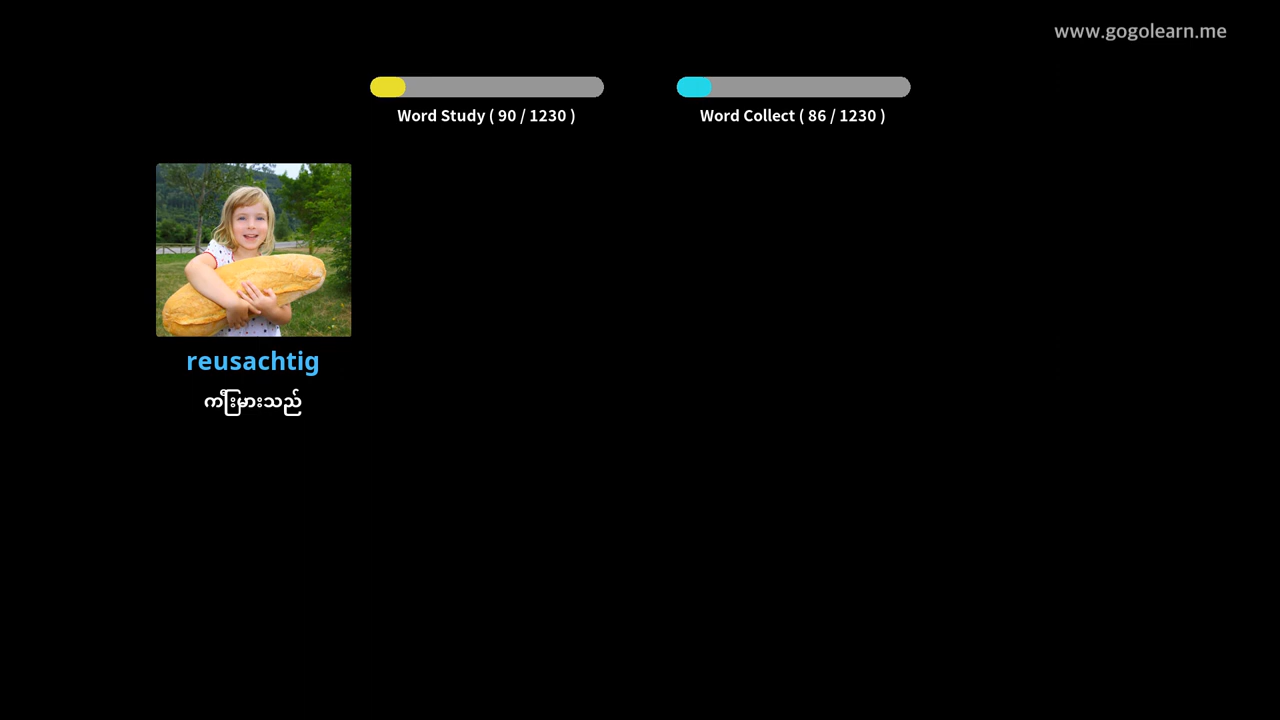 www.gogolearn.me
Word Study ( 90 / 1230 )
Word Collect ( 86 / 1230 )
reusachtig
ကြီးမားသည်